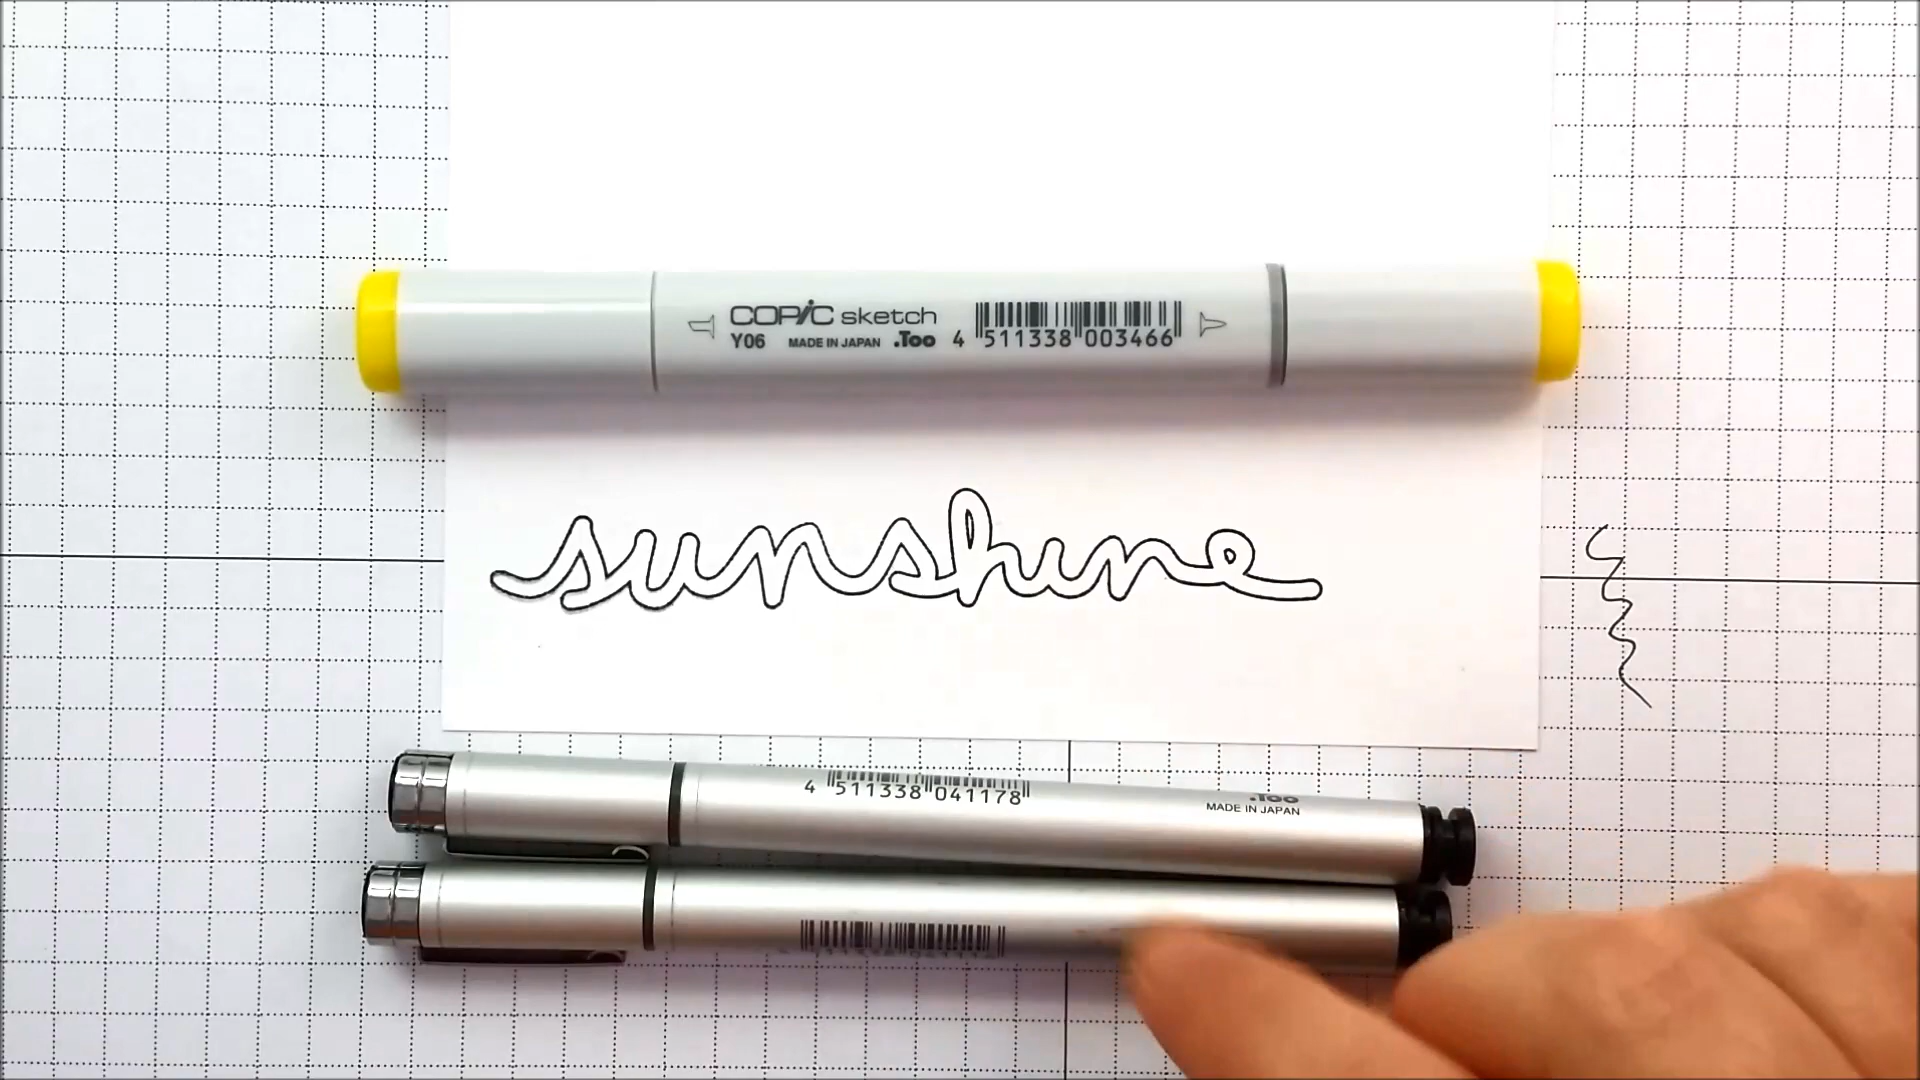 COPiC sketch
Y06 MADE IN JAPAN .Too 4 511338 003466
sunshine
4 511338 041178
.Too
MADE IN JAPAN